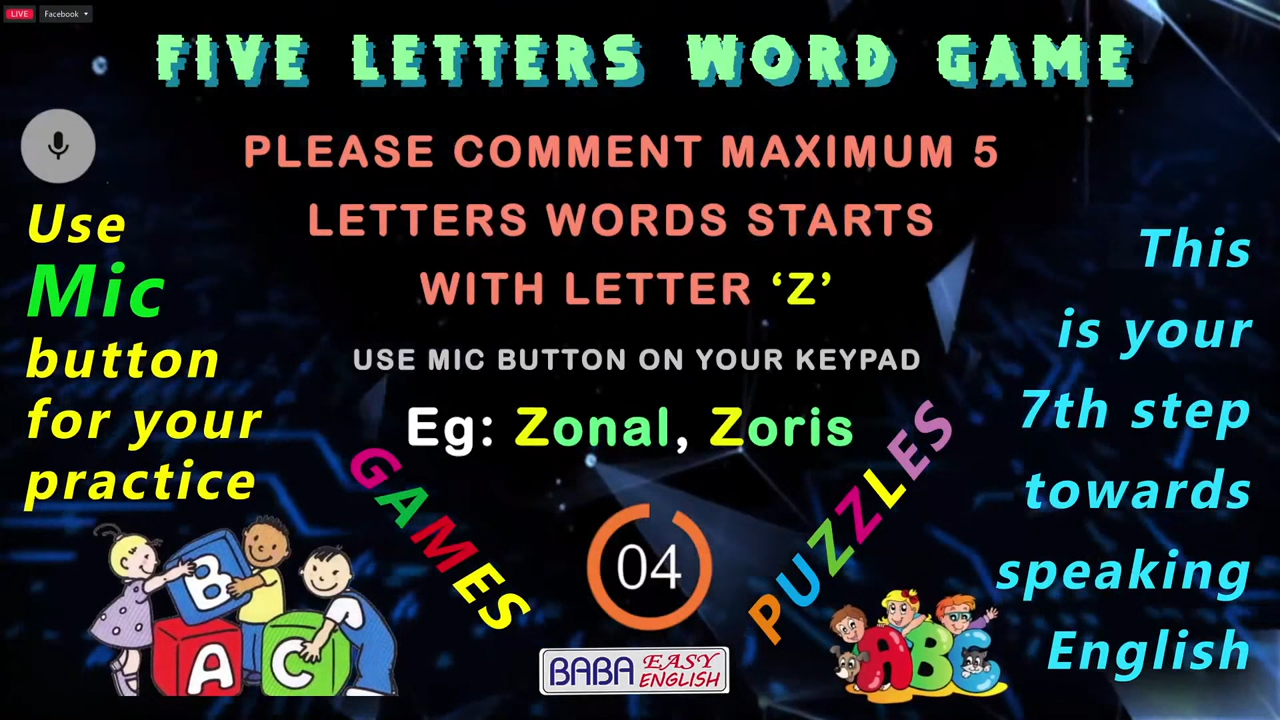 LIVE
Facebook
FIVE LETTERS WORD GAME
PLEASE COMMENT MAXIMUM 5
LETTERS WORDS STARTS
WITH LETTER ‘Z’
USE MIC BUTTON ON YOUR KEYPAD
Eg: Zonal, Zoris
Use
Mic
button
for your
practice
This
is your
7th step
towards
speaking
English
GAMES
PUZZLES
04
B
A C
ABC
BABA EASY
ENGLISH